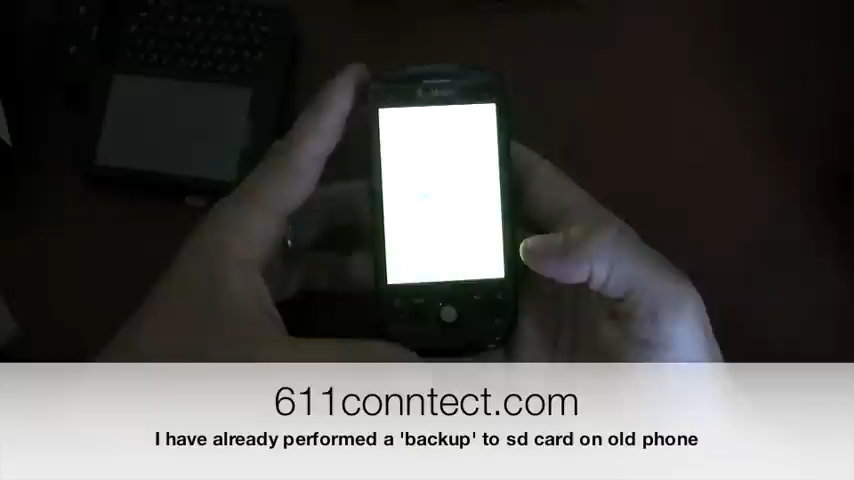 611conntect.com
I have already performed a 'backup' to sd card on old phone